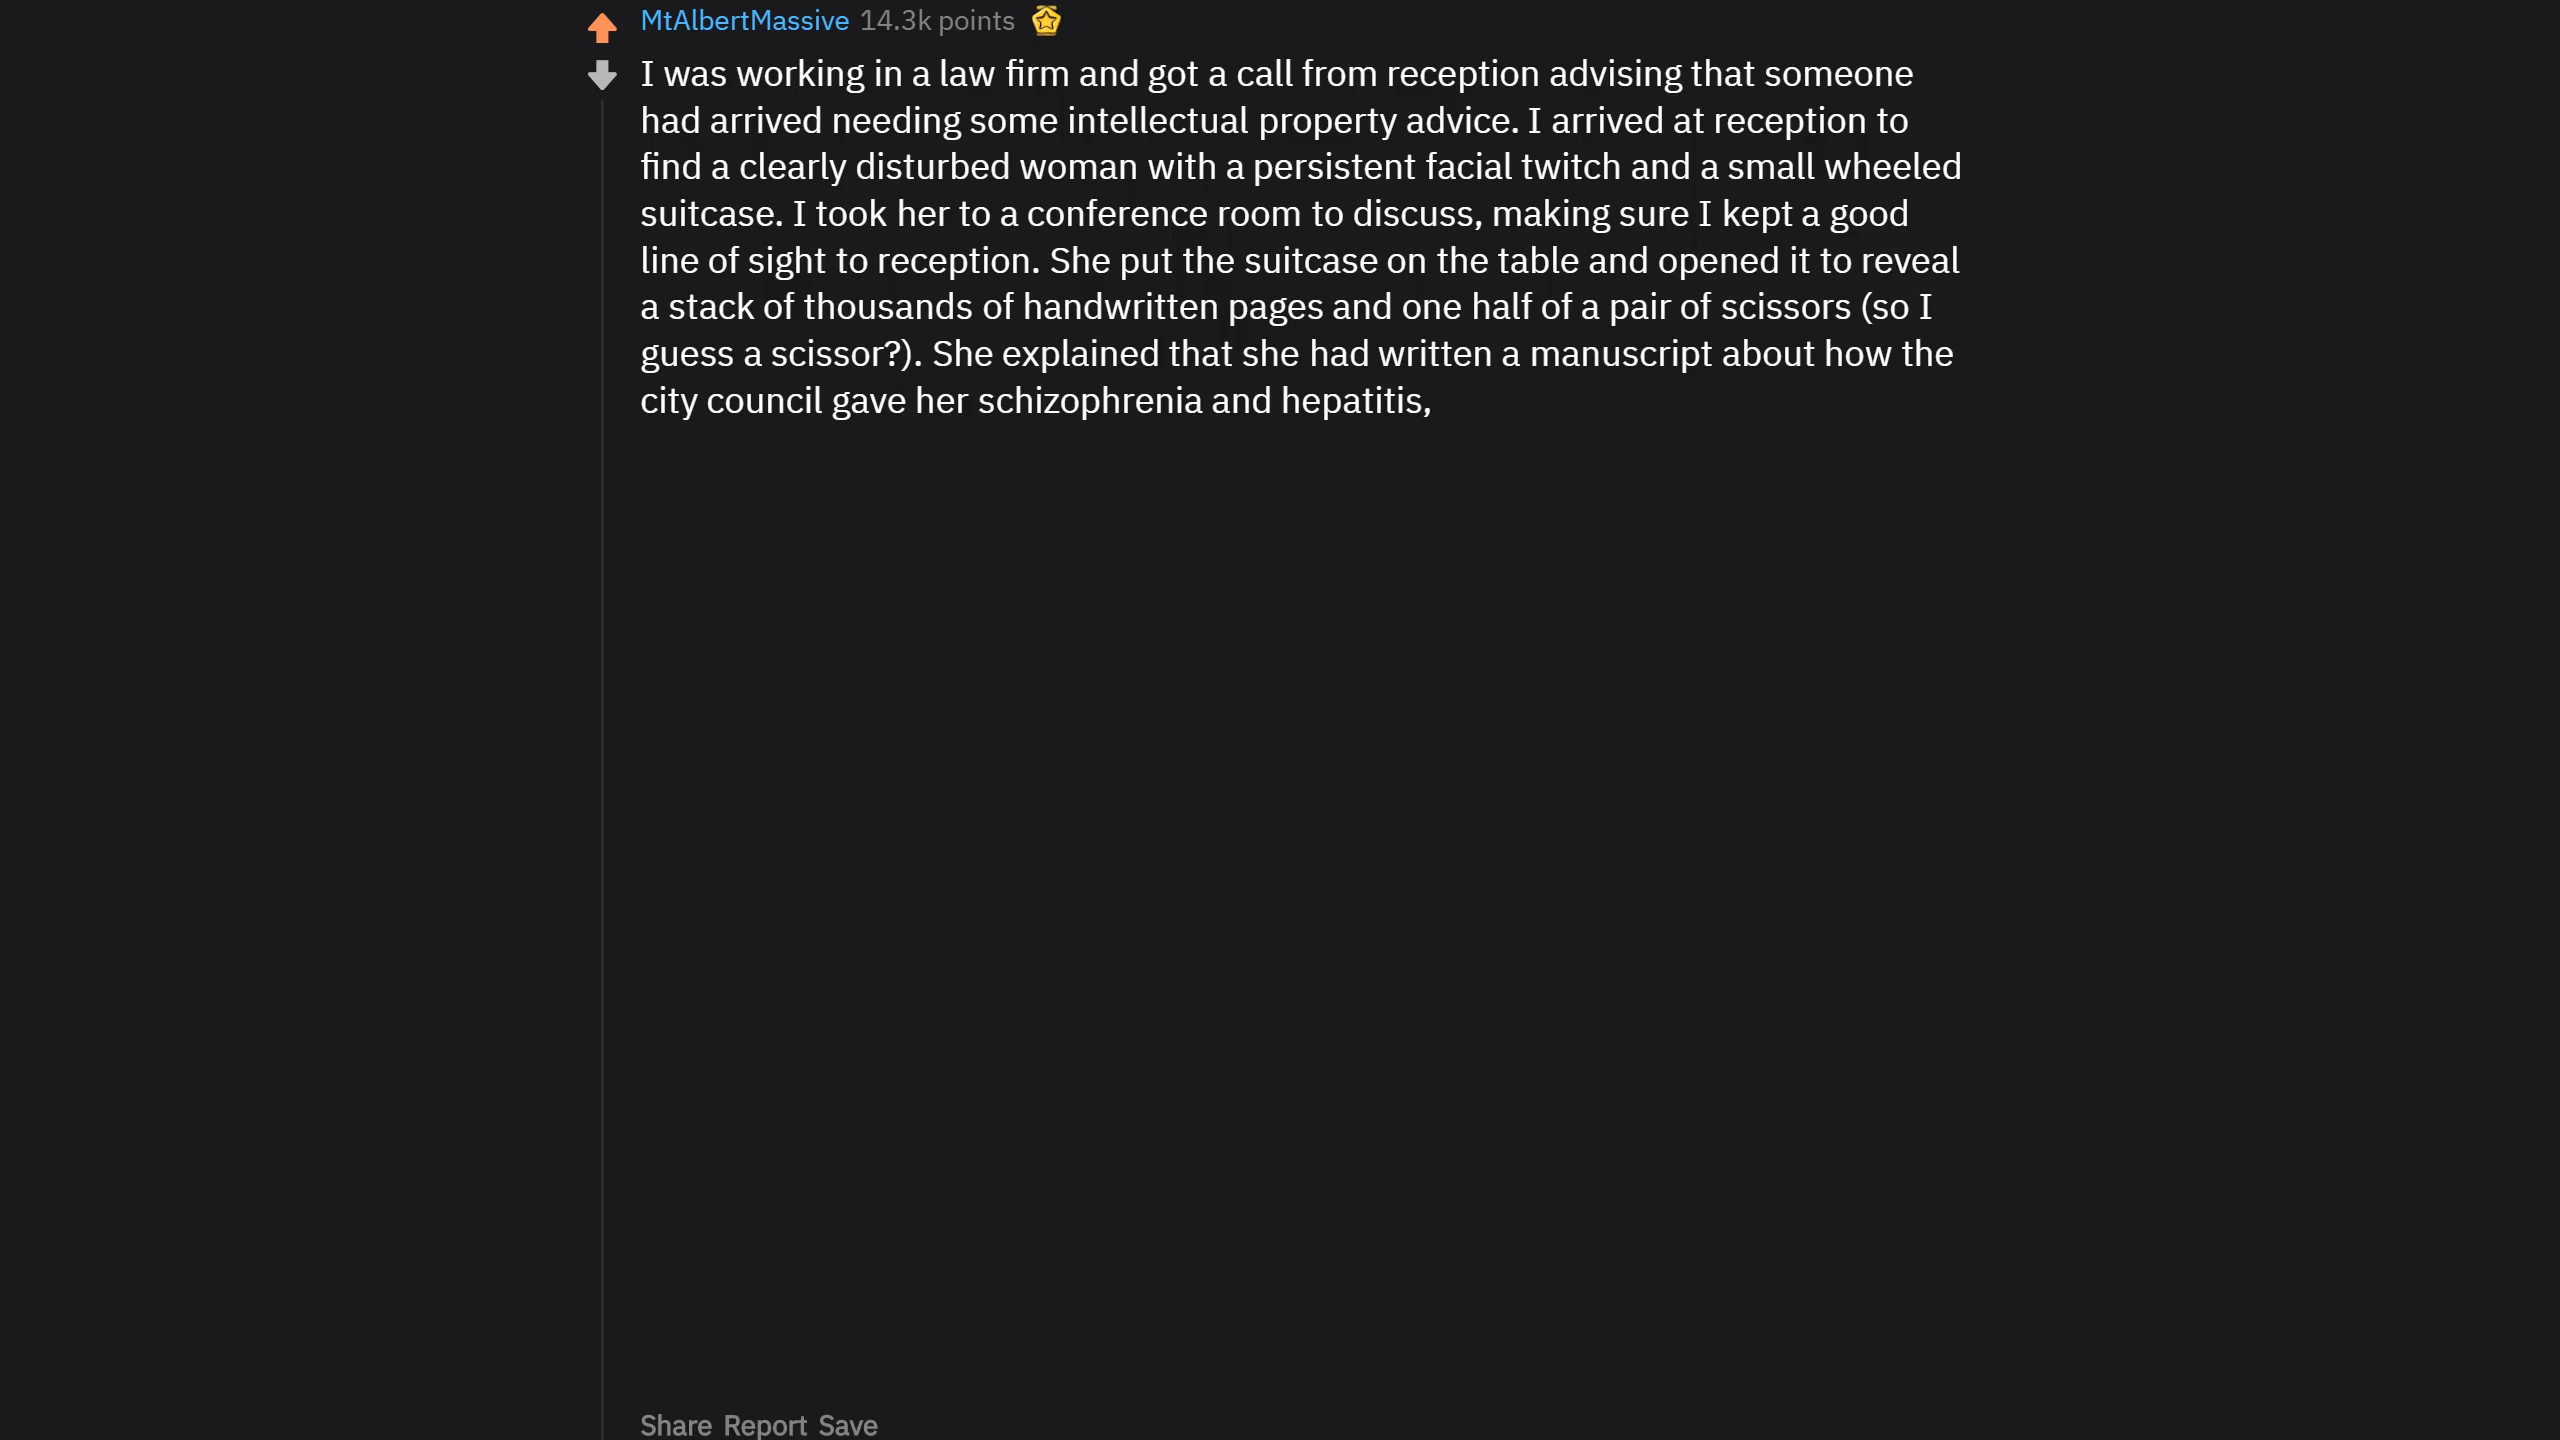 MtAlbertMassive 14.3k points
I was working in a law firm and got a call from reception advising that someone
had arrived needing some intellectual property advice. I arrived at reception to
find a clearly disturbed woman with a persistent facial twitch and a small wheeled
suitcase. I took her to a conference room to discuss, making sure I kept a good
line of sight to reception. She put the suitcase on the table and opened it to reveal
a stack of thousands of handwritten pages and one half of a pair of scissors (so I
guess a scissor?). She explained that she had written a manuscript about how the
city council gave her schizophrenia and hepatitis,
Share Report Save